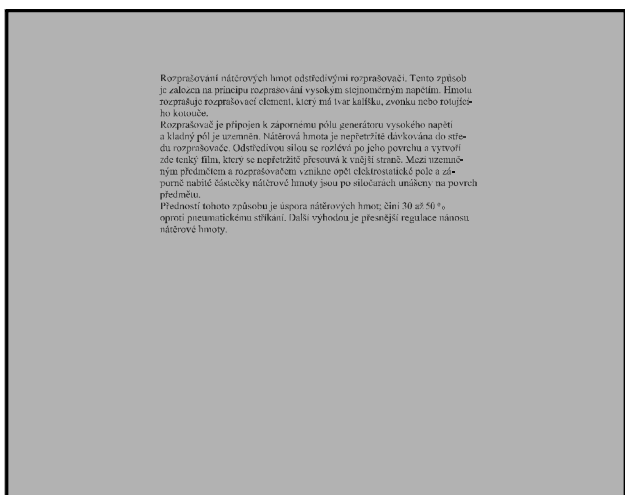 Rozprašování nátěrových hmot odstředivými rozprašovači. Tento způsob
je založen na principu rozprašování vysokým stejnoměrným napětím. Hmotu
rozprašuje rozprašovací element, který má tvar kalíšku, zvonku nebo rotující-
ho kotouče.
Rozprašovač je připojen k zápornému pólu generátoru vysokého napětí
a kladný pól je uzemněn. Nátěrová hmota je nepřetržitě dávkována do stře-
du rozprašovače. Odstředivou silou se rozlévá po jeho povrchu a vytvoří
zde tenký film, který se nepřetržitě přesouvá k vnější straně. Mezi uzemně-
ným předmětem a rozprašovačem vznikne opět elektrostatické pole a zá-
porně nabité částečky nátěrové hmoty jsou po siločarách unášeny na povrch
předmětu.
Předností tohoto způsobu je úspora nátěrových hmot; činí 30 až 50 %
oproti pneumatickému stříkání. Další výhodou je přesnější regulace nánosu
nátěrové hmoty.